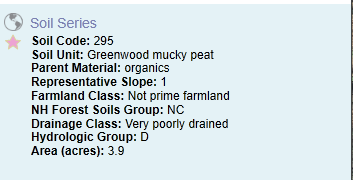 Soil Series
Soil Code: 295
Soil Unit: Greenwood mucky peat
Parent Material: organics
Representative Slope: 1
Farmland Class: Not prime farmland
NH Forest Soils Group: NC
Drainage Class: Very poorly drained
Hydrologic Group: D
Area (acres): 3.9